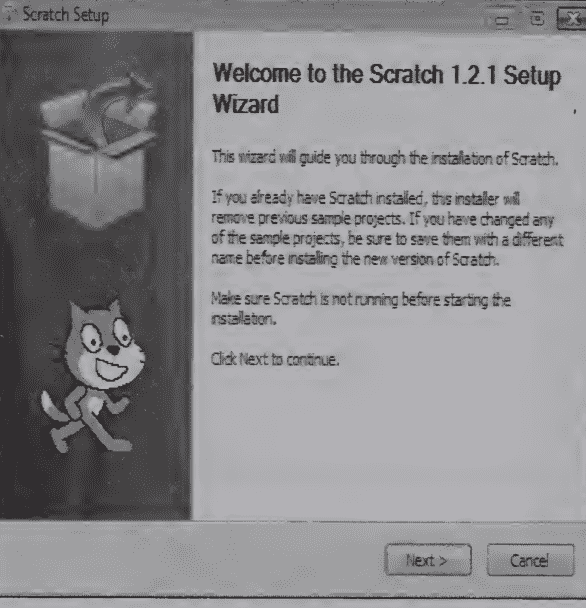 Scratch Setup
Welcome to the Scratch 1.2.1 Setup
Wizard
This wizard will guide you through the installation of Scratch.
If you already have Scratch installed, this installer will
remove previous sample projects. If you have changed any
of the sample projects, be sure to save them with a different
name before installing the new version of Scratch.
Make sure Scratch is not running before starting the
installation.
Click Next to continue.
Next >
Cancel